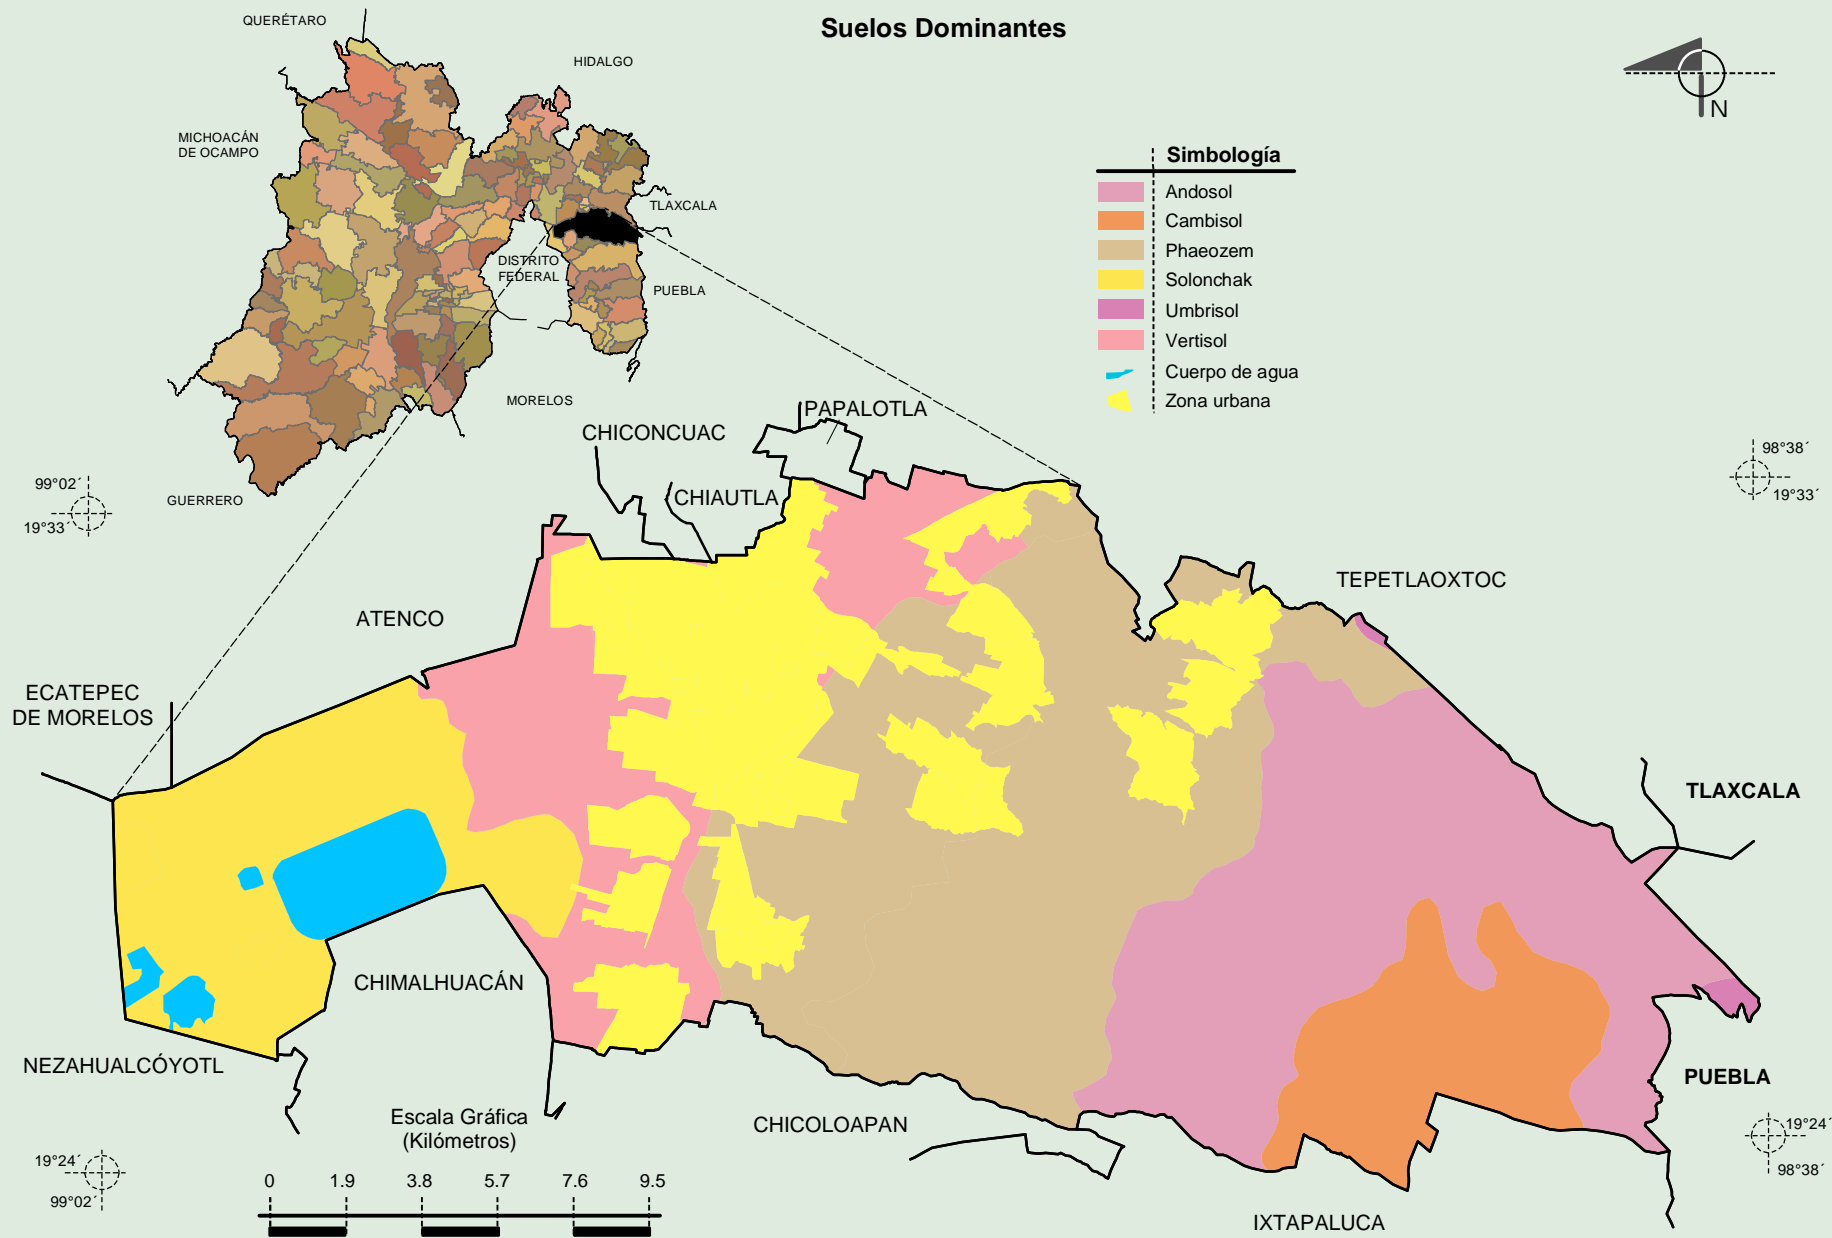 Suelos Dominantes
QUERÉTARO
HIDALGO
MICHOACÁN
DE OCAMPO
TLAXCALA
DISTRITO
FEDERAL
PUEBLA
MORELOS
GUERRERO
N
Simbología
Andosol
Cambisol
Phaeozem
Solonchak
Umbrisol
Vertisol
Cuerpo de agua
Zona urbana
99°02´
19°33´
98°38´
19°33´
PAPALOTLA
CHICONCUAC
CHIAUTLA
TEPETLAOXTOC
ATENCO
ECATEPEC
DE MORELOS
TLAXCALA
CHIMALHUACÁN
NEZAHUALCÓYOTL
PUEBLA
CHICOLOAPAN
IXTAPALUCA
Escala Gráfica
(Kilómetros)
0 1.9 3.8 5.7 7.6 9.5
19°24´
99°02´
19°24´
98°38´